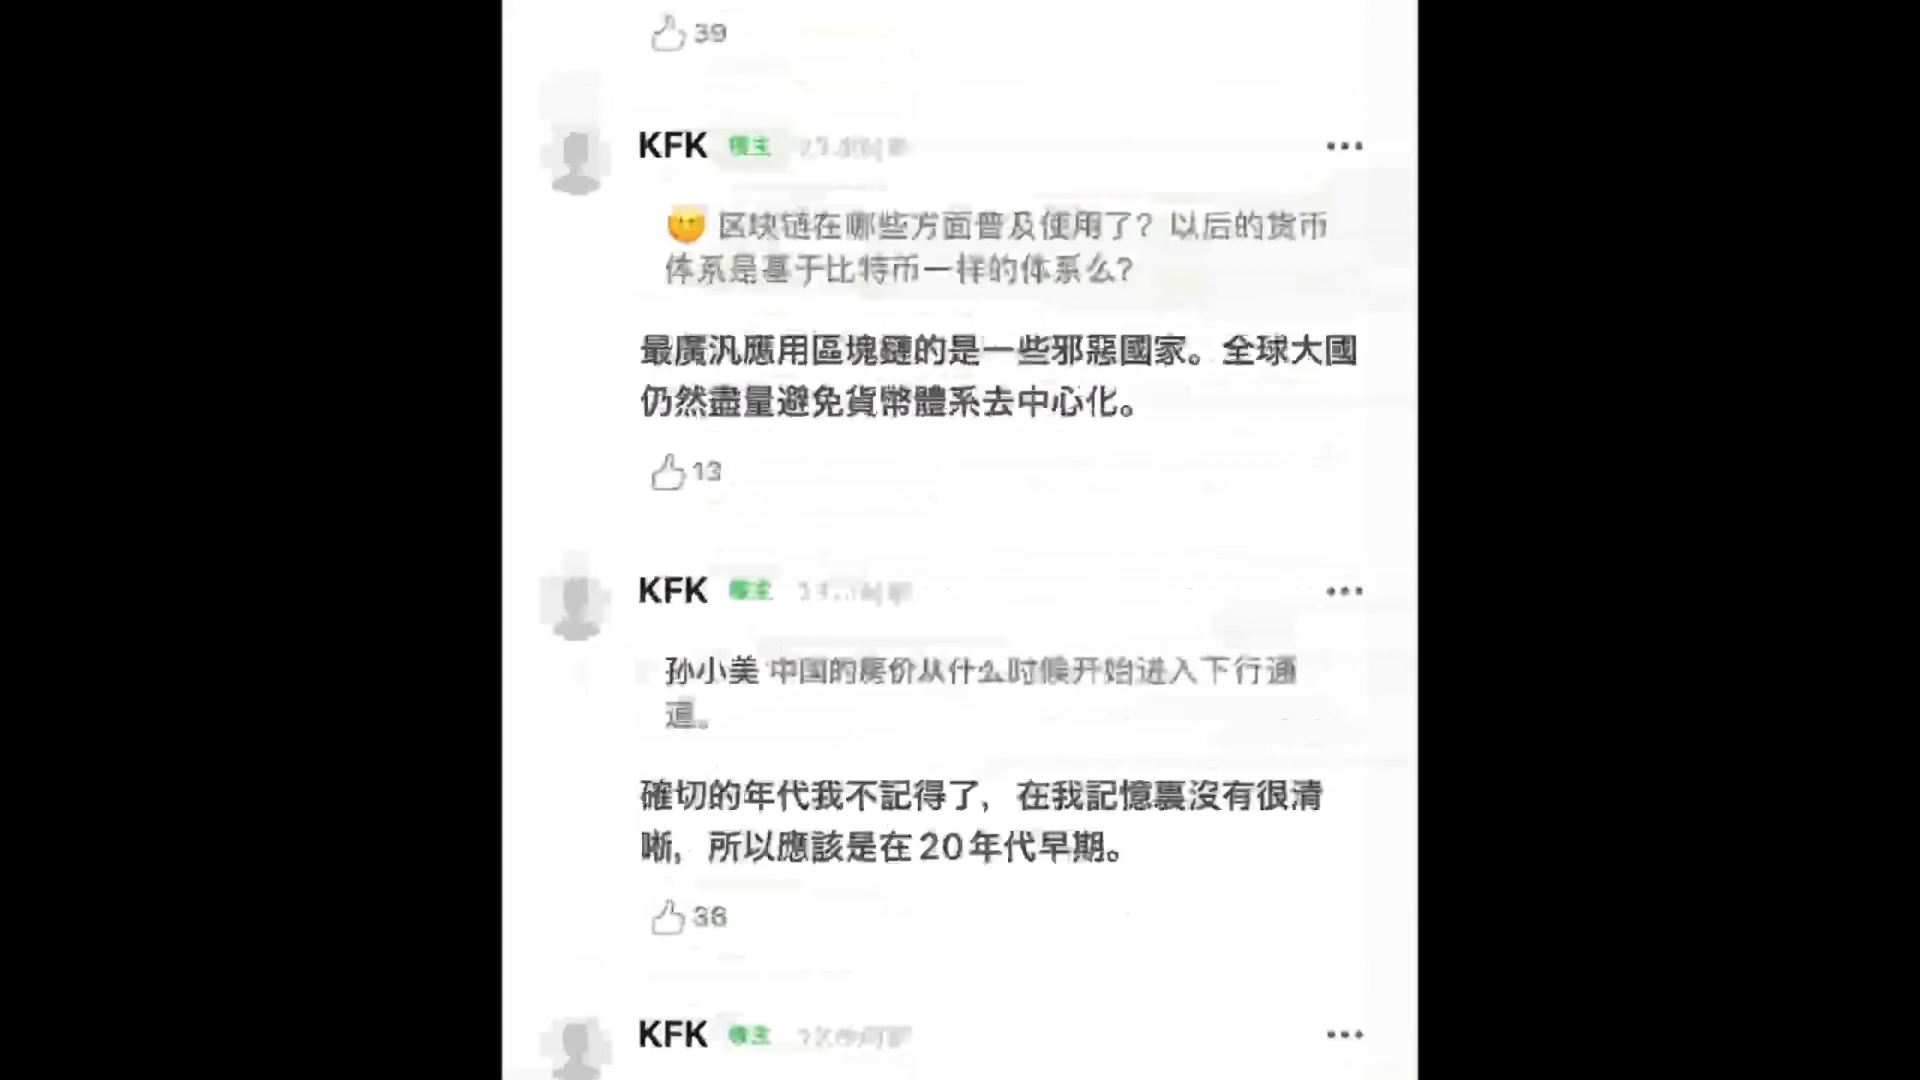 39
KFK 楼主
区块链在哪些方面普及使用了？以后的货币
体系是基于比特币一样的体系么？
最廣汎應用區塊鏈的是一些邪惡國家。全球大國
仍然盡量避免貨幣體系去中心化。
13
KFK 楼主
孙小美 中国的房价从什么时候开始进入下行通
道。
確切的年代我不記得了，在我記憶裏沒有很清
晰，所以應該是在20年代早期。
36
KFK 楼主